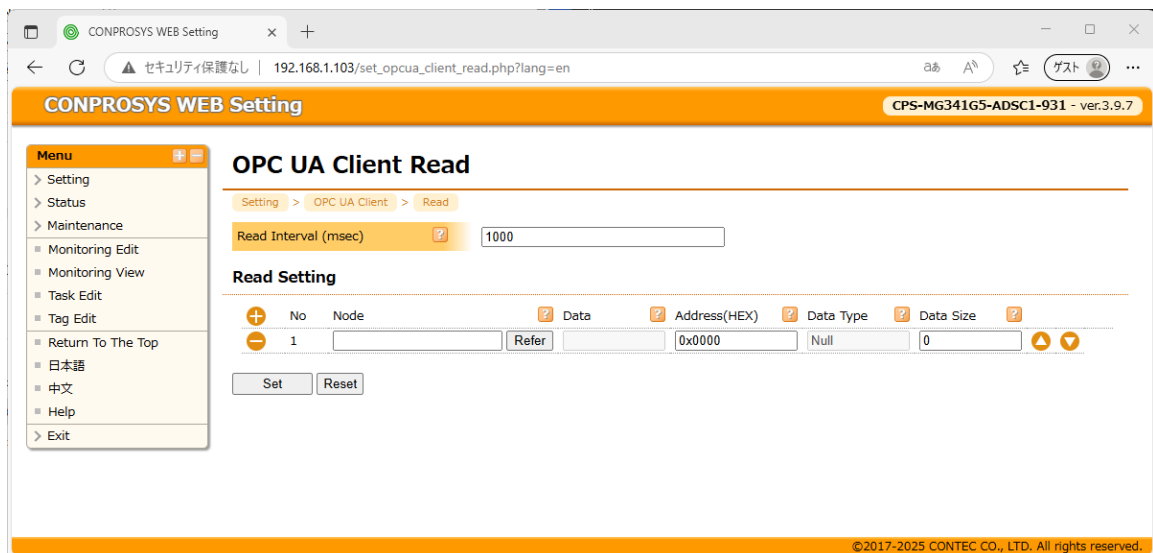 CONPROSYS WEB Setting
セキュリティ保護なし | 192.168.1.103/set_opcua_client_read.php?lang=en
aあ
A
ゲスト
CONPROSYS WEB Setting
CPS-MG341G5-ADSC1-931 - ver.3.9.7
Menu
Setting
Status
Maintenance
Monitoring Edit
Monitoring View
Task Edit
Tag Edit
Return To The Top
日本語
中文
Help
Exit
OPC UA Client Read
Setting > OPC UA Client > Read
Read Interval (msec) ? 1000
Read Setting
No Node ? Data ? Address(HEX) ? Data Type ? Data Size ?
1 Refer 0x0000 Null 0
Set Reset
©2017-2025 CONTEC CO., LTD. All rights reserved.